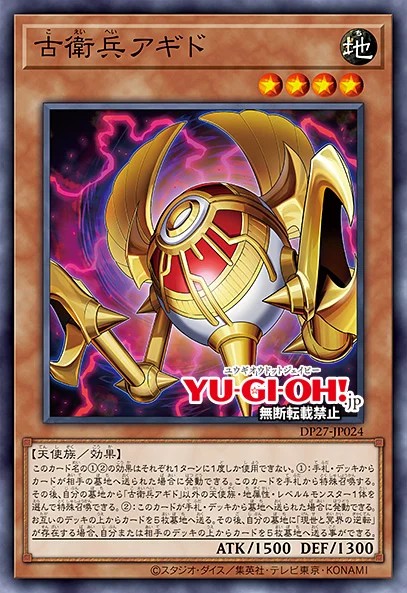 こえいへい
古衛兵アギド
地
ユウギオウドットジェイピー
YU-GI-OH!.jp
無断転載禁止
DP27-JP024
【天使族／効果】
このカード名の①②の効果はそれぞれ1ターンに1度しか使用できない。①：手札・デッキから
カードが相手の墓地へ送られた場合に発動できる。このカードを手札から特殊召喚する。
その後、自分の墓地から「古衛兵アギド」以外の天使族・地属性・レベル4モンスター1体を
選んで特殊召喚できる。②：このカードが手札・デッキから墓地へ送られた場合に発動できる。
お互いのデッキの上からカードを5枚墓地へ送る。その後、自分の墓地に「現世と冥界の逆転」
が存在する場合、自分または相手のデッキの上からカードを5枚墓地へ送る事ができる。
ATK/1500 DEF/1300
©スタジオ・ダイス／集英社・テレビ東京・KONAMI